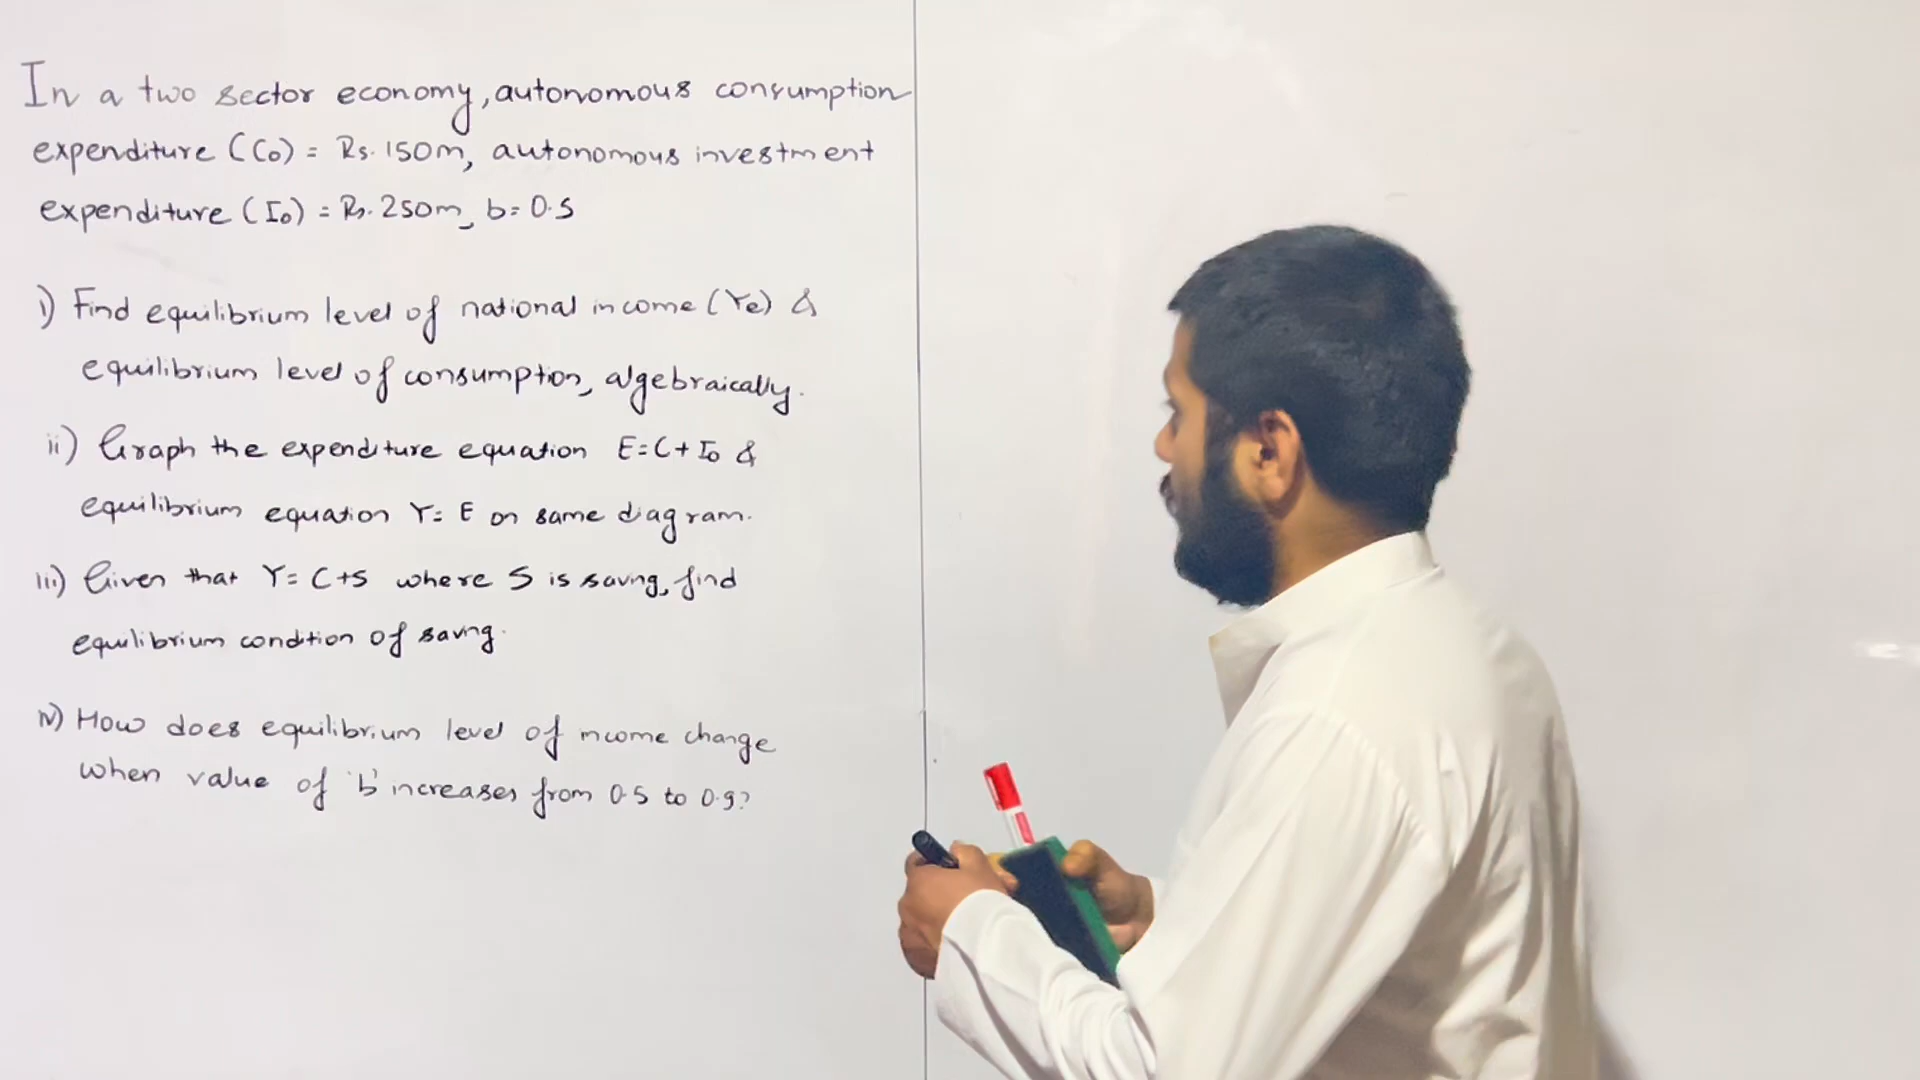 In a two sector economy, autonomous consumption
expenditure (C₀) = Rs. 150m, autonomous investment
expenditure (I₀) = Rs. 250m, b = 0.5
i) Find equilibrium level of national income (Ye) &
equilibrium level of consumption, algebraically.
ii) Graph the expenditure equation E = C + I₀ &
equilibrium equation Y = E on same diagram.
iii) Given that Y = C + S where S is saving, find
equilibrium condition of saving.
iv) How does equilibrium level of income change
when value of 'b' increases from 0.5 to 0.9?